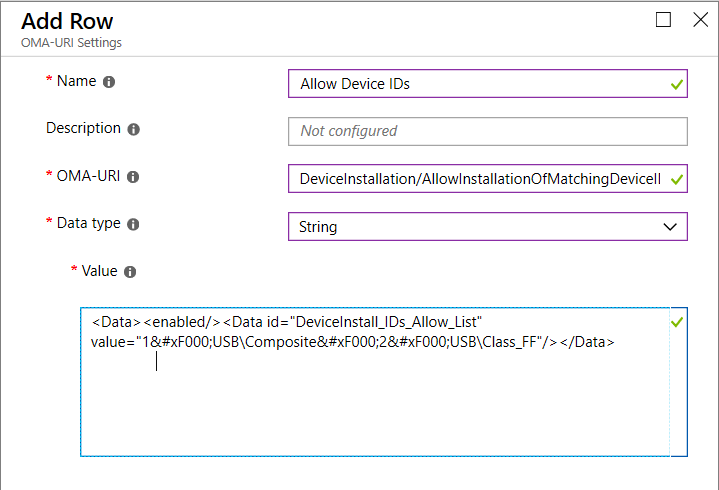 Add Row
OMA-URI Settings
* Name
Allow Device IDs
Description
Not configured
* OMA-URI
DeviceInstallation/AllowInstallationOfMatchingDeviceI
* Data type
String
* Value
<Data><enabled/><Data id="DeviceInstall_IDs_Allow_List"
value="1&#xF000;USB\Composite&#xF000;2&#xF000;USB\Class_FF"/></Data>